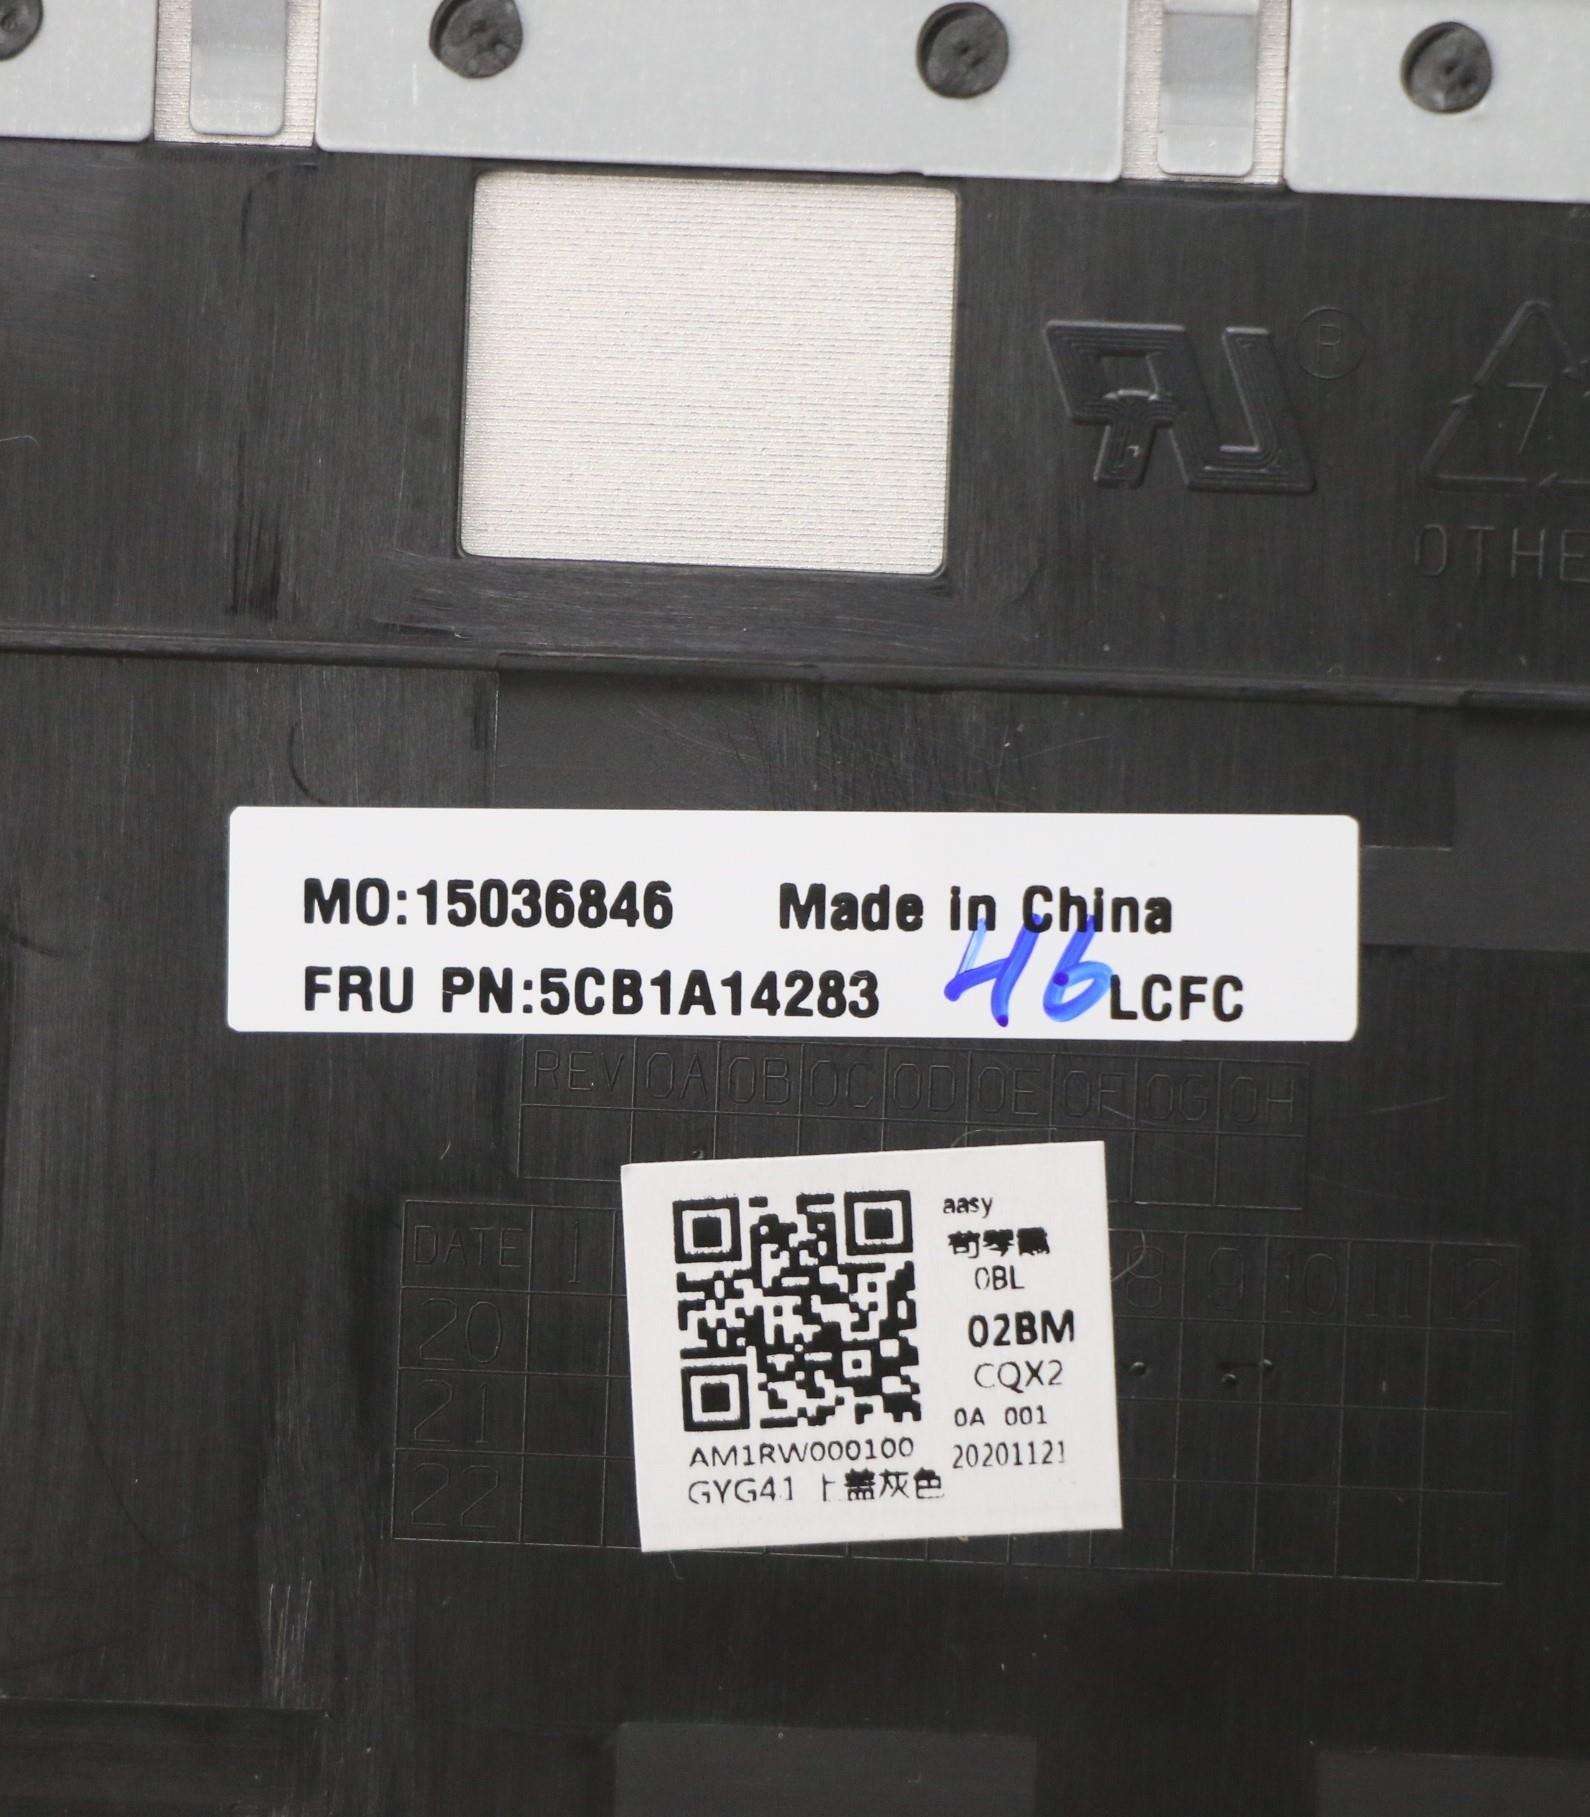 R
7
OTHE
MO:15036846 Made in China
FRU PN:5CB1A14283 46 LCFC
REV 0A 0B 0C 0D 0E 0F 0G 0H
DATE 1 8 9 10 11 12
20
21
22
aasy
0BL
02BM
CQX2
0A 001
20201121
AM1RW000100
GYG41 上蓋灰色